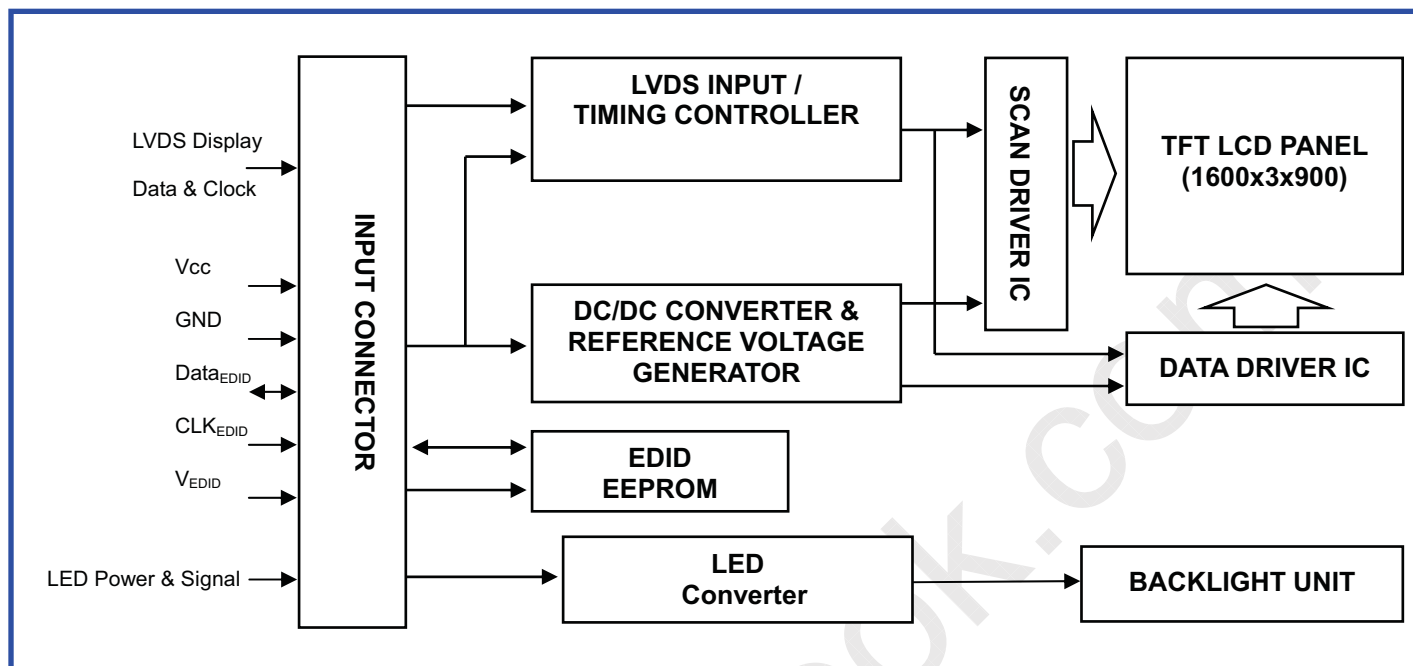 LVDS Display
Data & Clock
Vcc
GND
DataEDID
CLKEDID
VEDID
LED Power & Signal
INPUT CONNECTOR
LVDS INPUT /
TIMING CONTROLLER
DC/DC CONVERTER &
REFERENCE VOLTAGE
GENERATOR
EDID
EEPROM
LED
Converter
SCAN DRIVER IC
TFT LCD PANEL
(1600x3x900)
DATA DRIVER IC
BACKLIGHT UNIT
ook.com